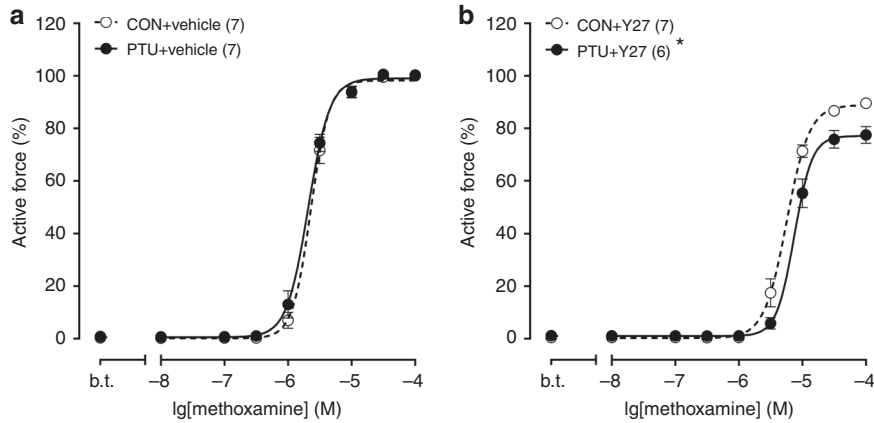 a
CON+vehicle (7)
PTU+vehicle (7)
120
100
80
60
40
20
0
Active force (%)
b.t.
–8
–7
–6
–5
–4
lg[methoxamine] (M)
b
CON+Y27 (7)
PTU+Y27 (6) *
120
100
80
60
40
20
0
Active force (%)
b.t.
–8
–7
–6
–5
–4
lg[methoxamine] (M)